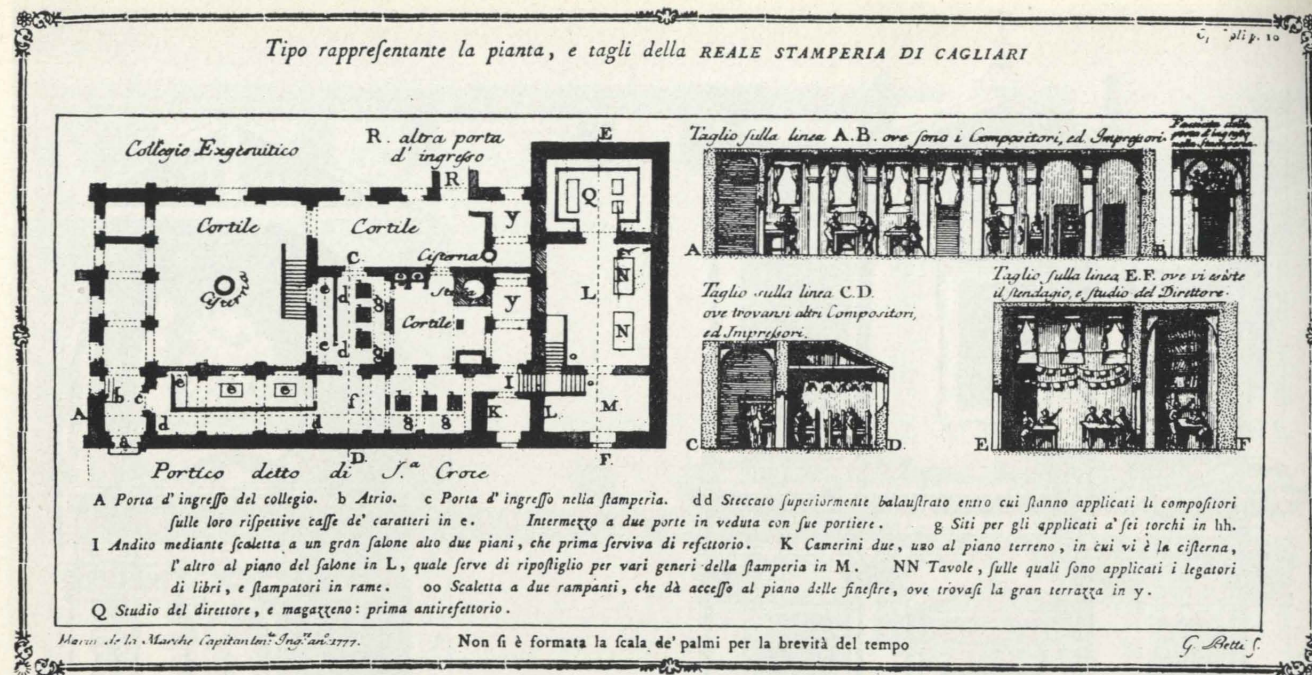 pli p. 10
Tipo rappreſentante la pianta, e tagli della REALE STAMPERIA DI CAGLIARI
Collegio Exgeſuitico
R. altra porta
d' ingreſſo
R
E
Q
Cortile
Cortile
y
Ciſterna
C.
Ciſterna
N
L
y
Cortile
N
e
d
g
e
d
g
e
e
e
b
c
I
A
d
d
f
h
h
g
g
K
L
M.
a
D.
F.
Portico detto di S.ª Croce
Taglio ſulla linea A.B. ove ſono i Compoſitori, ed Impreſſori.
A
B
Taglio ſulla linea C.D.
ove trovanſi altri Compoſitori,
ed Impreſſori.
C
D.
Taglio ſulla linea E.F. ove vi eſiſte
il ſtendagio, e ſtudio del Direttore.
E
F
A Porta d' ingreſſo del collegio. b Atrio. c Porta d' ingreſſo nella ſtamperia. dd Steccato ſuperiormente balauſtrato entro cui ſtanno applicati li compoſitori
ſulle loro riſpettive caſſe de' caratteri in e. Intermezzo a due porte in veduta con ſue portiere. g Siti per gli applicati a' ſei torchi in hh.
I Andito mediante ſcaletta a un gran ſalone alto due piani, che prima ſerviva di refettorio. K Camerini due, uno al piano terreno, in cui vi è la ciſterna,
l' altro al piano del ſalone in L, quale ſerve di ripoſtiglio per vari generi della ſtamperia in M. NN Tavole, ſulle quali ſono applicati i legatori
di libri, e ſtampatori in rame. oo Scaletta a due rampanti, che dà acceſſo al piano delle fineſtre, ove trovaſi la gran terrazza in y.
Q Studio del direttore, e magazzeno: prima antirefettorio.
de la Marche Capitan 1777.
Non ſi è formata la ſcala de' palmi per la brevità del tempo
G. Betti ſ.